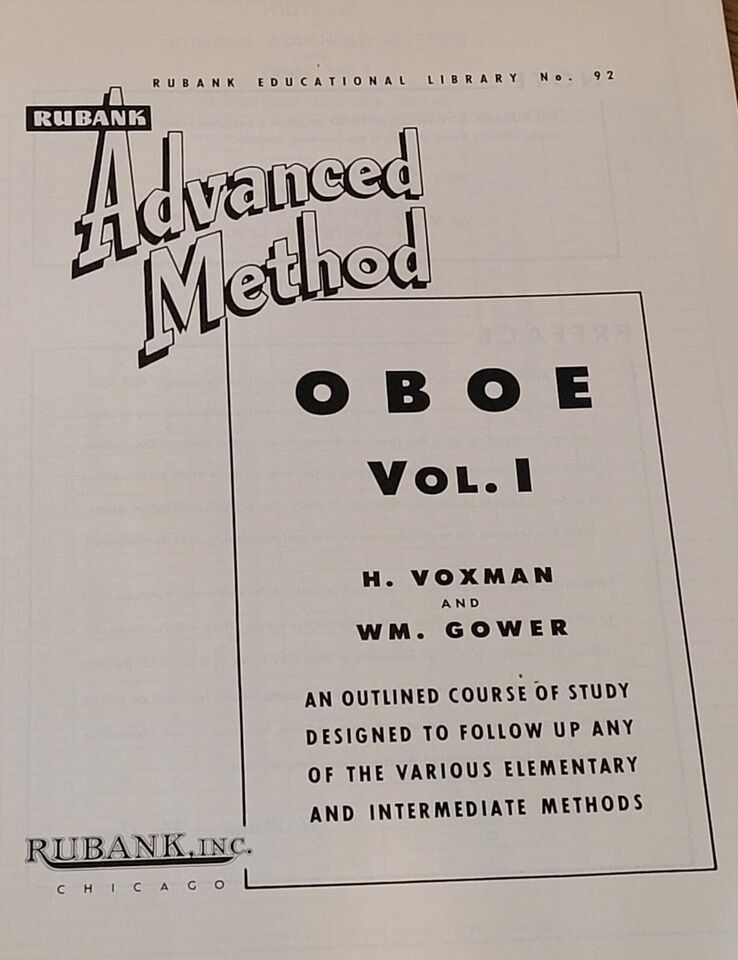 RUBANK EDUCATIONAL LIBRARY No. 92
RUBANK
Advanced
Method
OBOE
VOL. I
H. VOXMAN
AND
WM. GOWER
AN OUTLINED COURSE OF STUDY
DESIGNED TO FOLLOW UP ANY
OF THE VARIOUS ELEMENTARY
AND INTERMEDIATE METHODS
RUBANK, INC.
CHICAGO
PREFACE